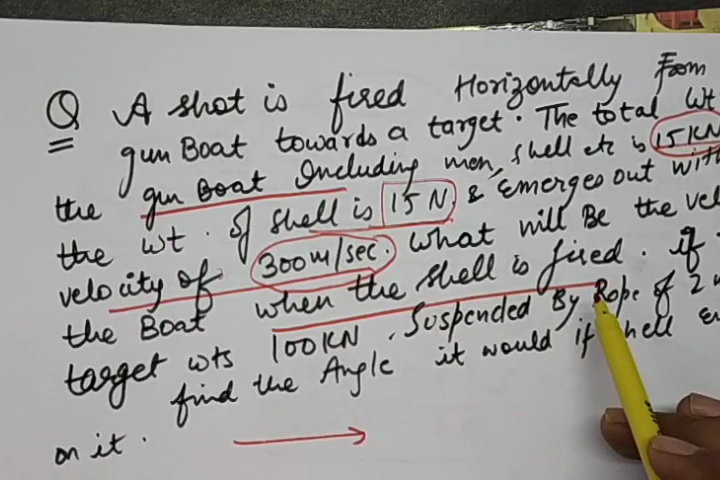 Q A shot is fired Horizontally From
gun Boat towards a target. The total Wt
the gun Boat Including men, shell etc is 15 KN
the wt. of shell is 15 N & Emerges out with
velocity of 300 m/sec. What will Be the vel
the Boat when the shell is fired. if
target wts 100 KN. Suspended By Rope of 2
find the Angle it would if shell
on it.